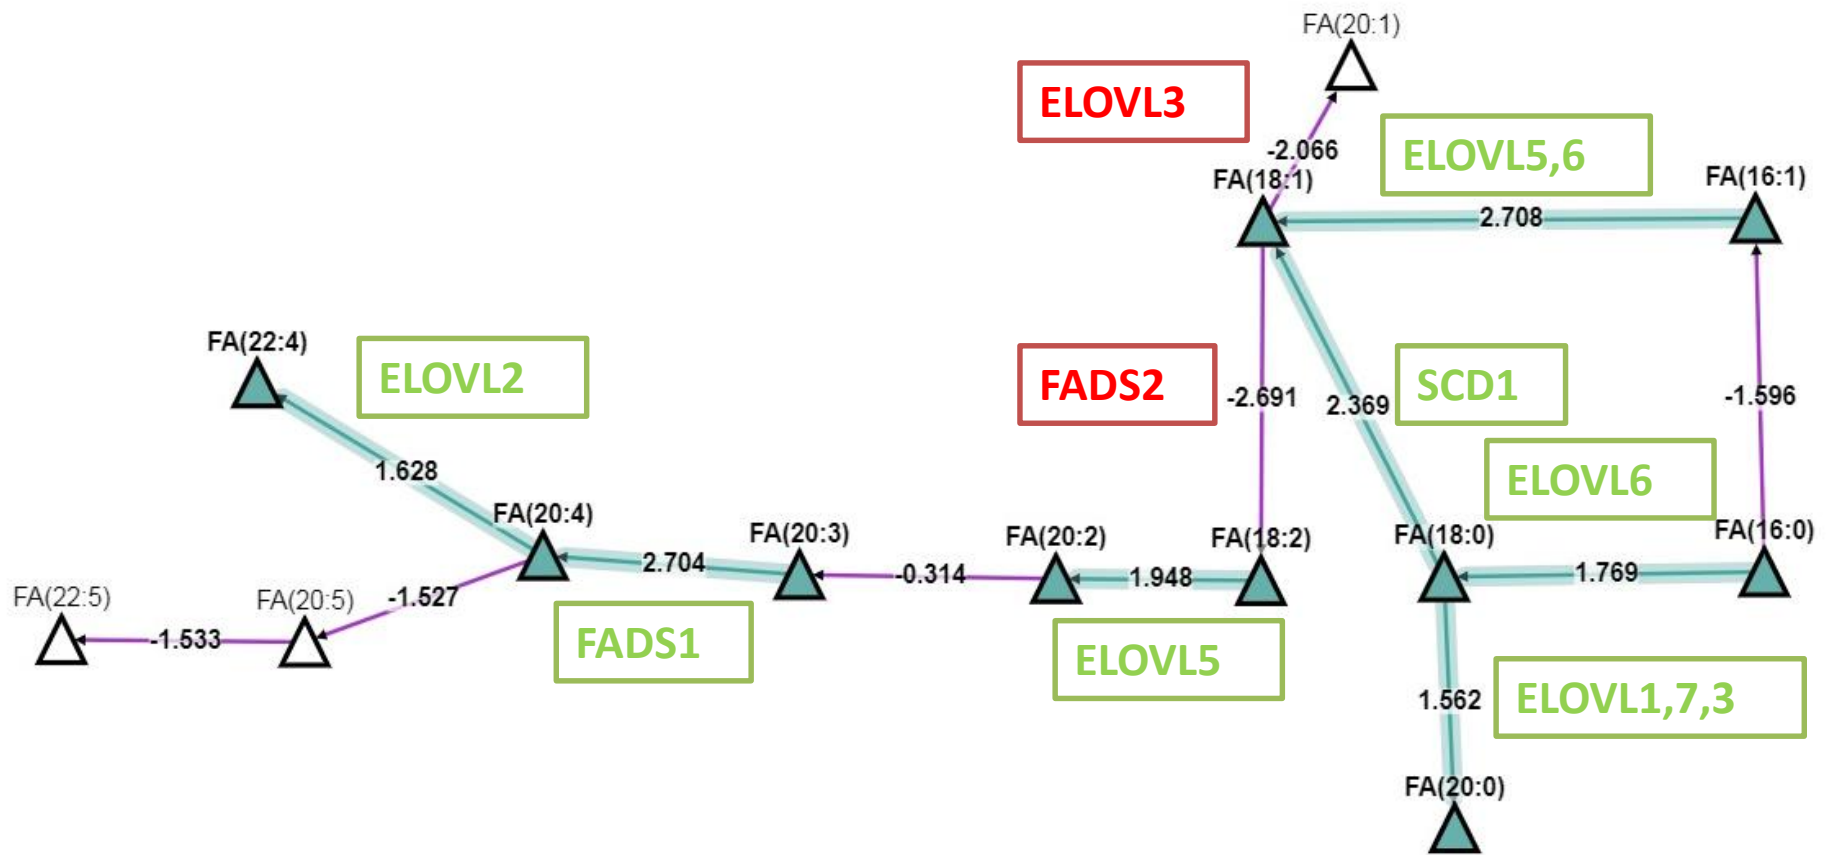 FA(20:1)
ELOVL3
-2.066
ELOVL5,6
FA(18:1)
FA(16:1)
2.708
FA(22:4)
ELOVL2
FADS2
-2.691
2.369
SCD1
-1.596
1.628
ELOVL6
FA(20:4)
FA(20:3)
FA(20:2)
FA(18:2)
FA(18:0)
FA(16:0)
2.704
-0.314
1.948
1.769
FA(22:5)
FA(20:5)
-1.527
-1.533
FADS1
ELOVL5
1.562
ELOVL1,7,3
FA(20:0)